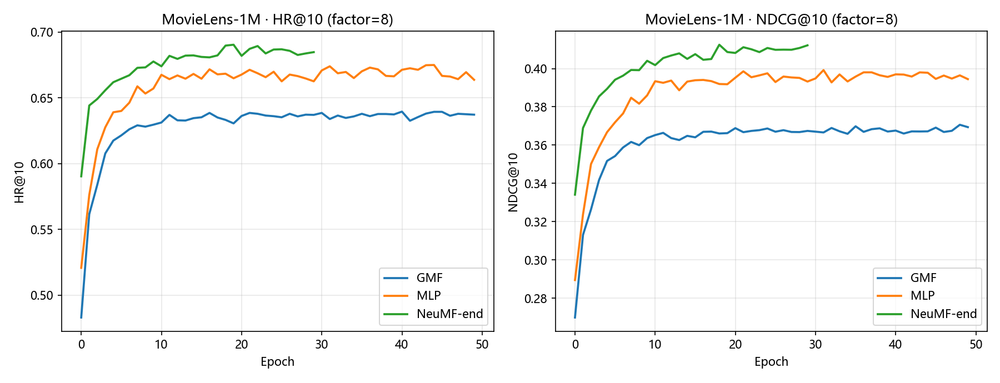 MovieLens-1M · HR@10 (factor=8)
0.70
0.65
0.60
0.55
0.50
HR@10
0 10 20 30 40 50
Epoch
GMF
MLP
NeuMF-end
MovieLens-1M · NDCG@10 (factor=8)
0.40
0.38
0.36
0.34
0.32
0.30
0.28
NDCG@10
0 10 20 30 40 50
Epoch
GMF
MLP
NeuMF-end